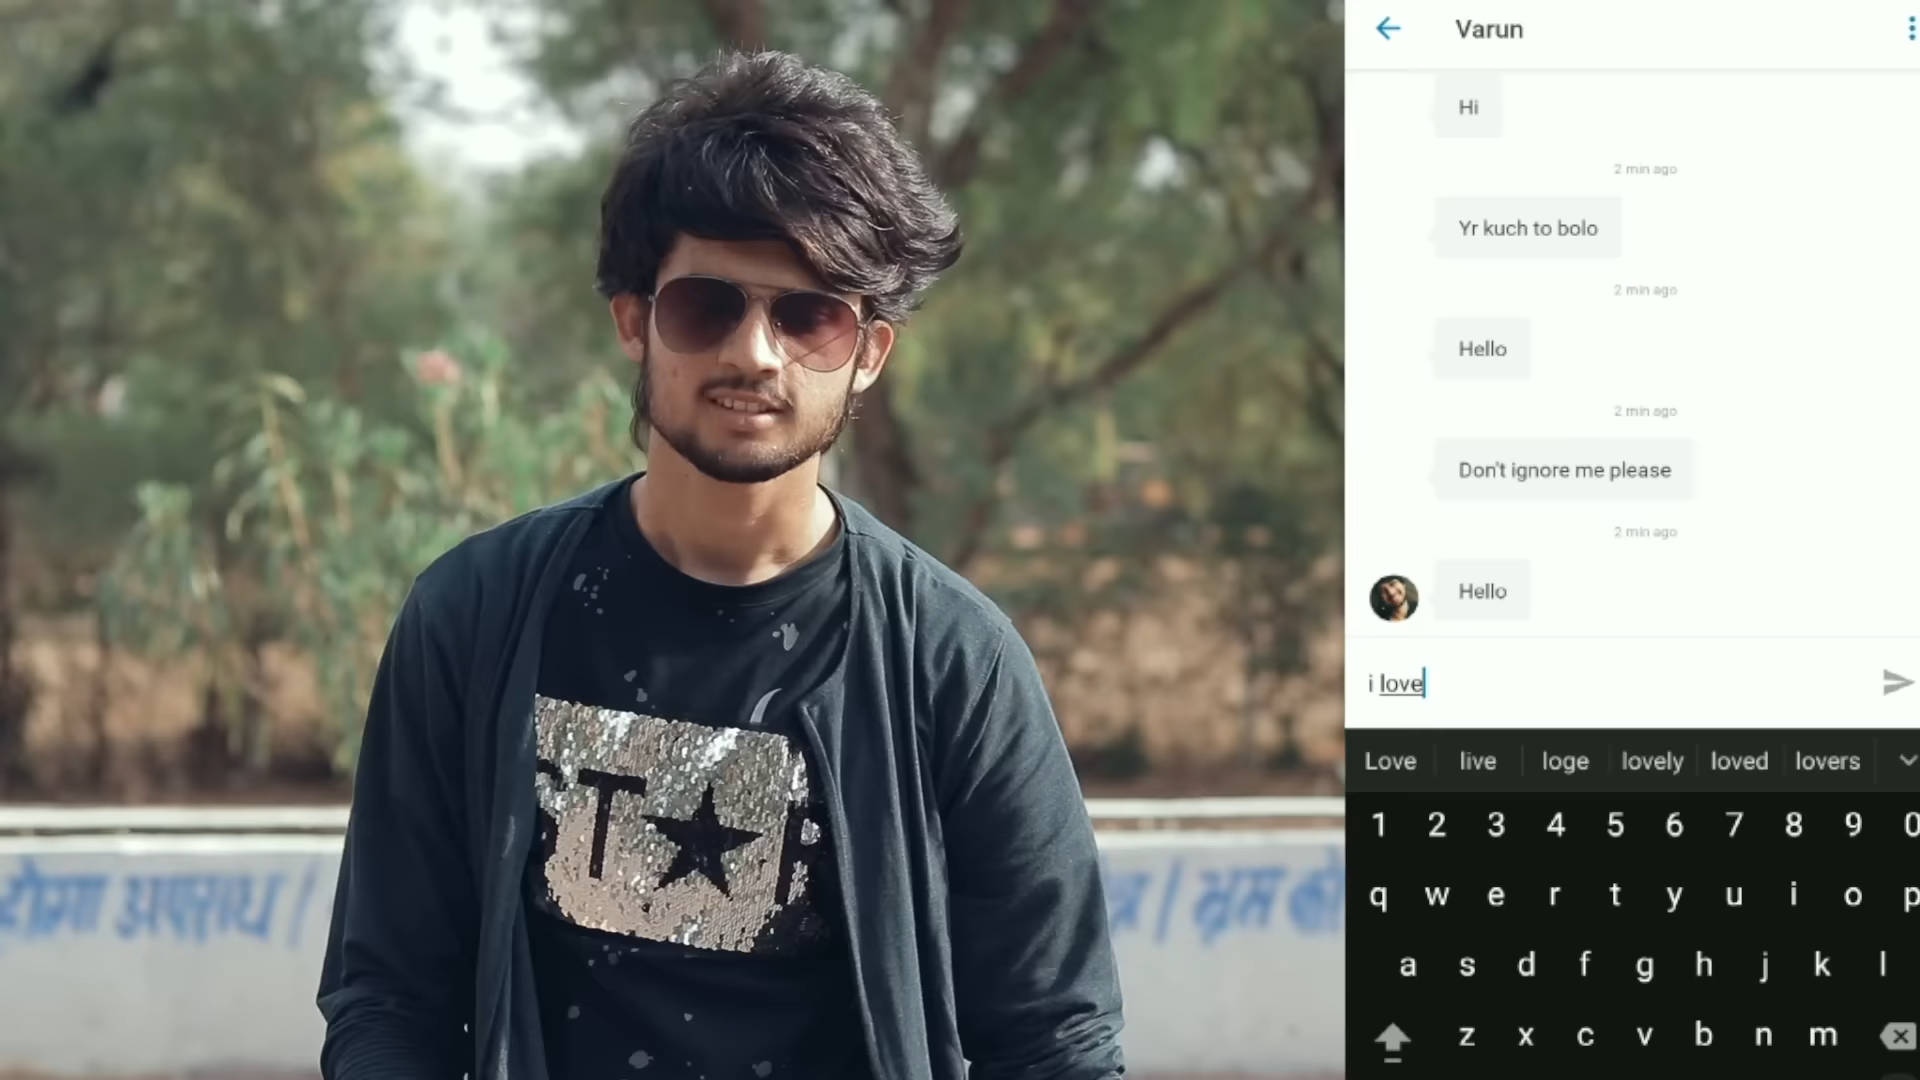 Varun
Hi
2 min ago
Yr kuch to bolo
2 min ago
Hello
2 min ago
Don't ignore me please
2 min ago
Hello
i love
Love live loge lovely loved lovers
1 2 3 4 5 6 7 8 9 0
q w e r t y u i o p
a s d f g h j k l
z x c v b n m
T★
अपराध |